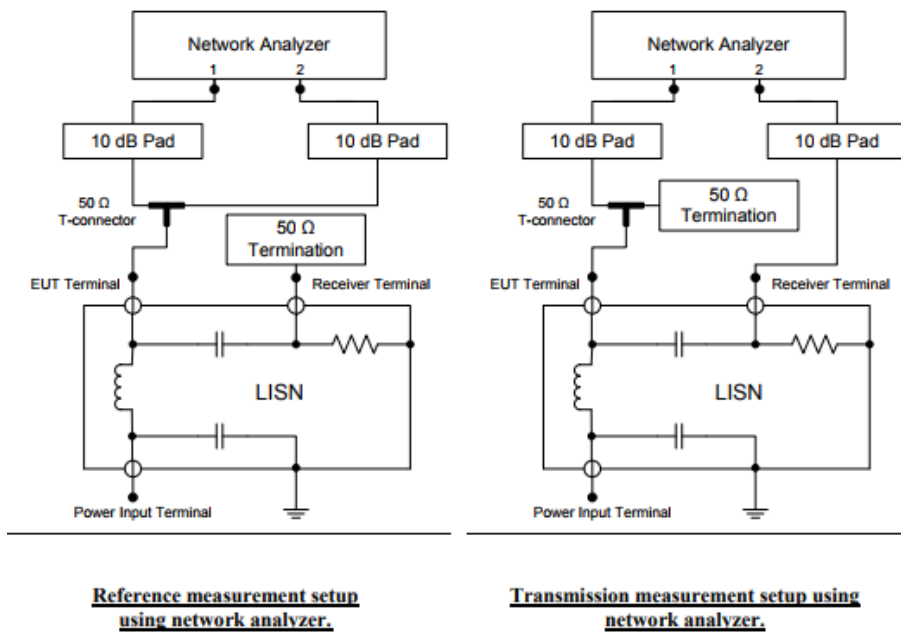 Network Analyzer
1 2
10 dB Pad
10 dB Pad
50 Ω
T-connector
50 Ω
Termination
EUT Terminal
Receiver Terminal
LISN
Power Input Terminal
Reference measurement setup
using network analyzer.
Network Analyzer
1 2
10 dB Pad
10 dB Pad
50 Ω
T-connector
50 Ω
Termination
EUT Terminal
Receiver Terminal
LISN
Power Input Terminal
Transmission measurement setup using
network analyzer.